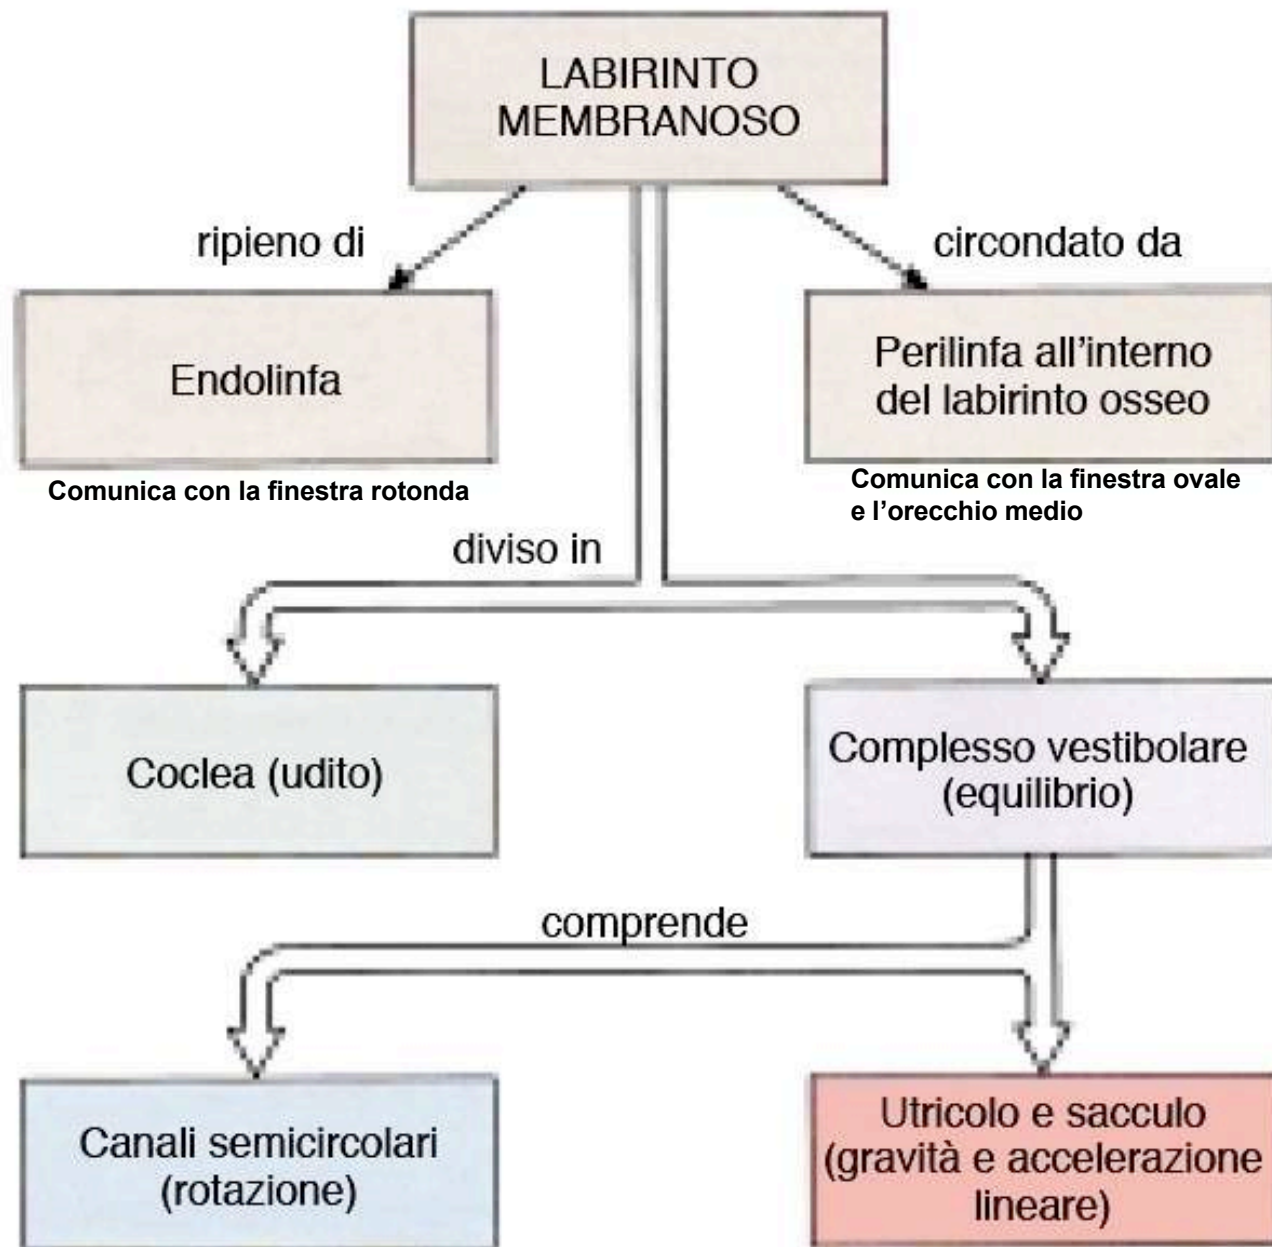 LABIRINTO
MEMBRANOSO
ripieno di
circondato da
Endolinfa
Perilinfa all'interno
del labirinto osseo
Comunica con la finestra rotonda
Comunica con la finestra ovale
e l'orecchio medio
diviso in
Coclea (udito)
Complesso vestibolare
(equilibrio)
comprende
Canali semicircolari
(rotazione)
Utricolo e sacculo
(gravità e accelerazione
lineare)